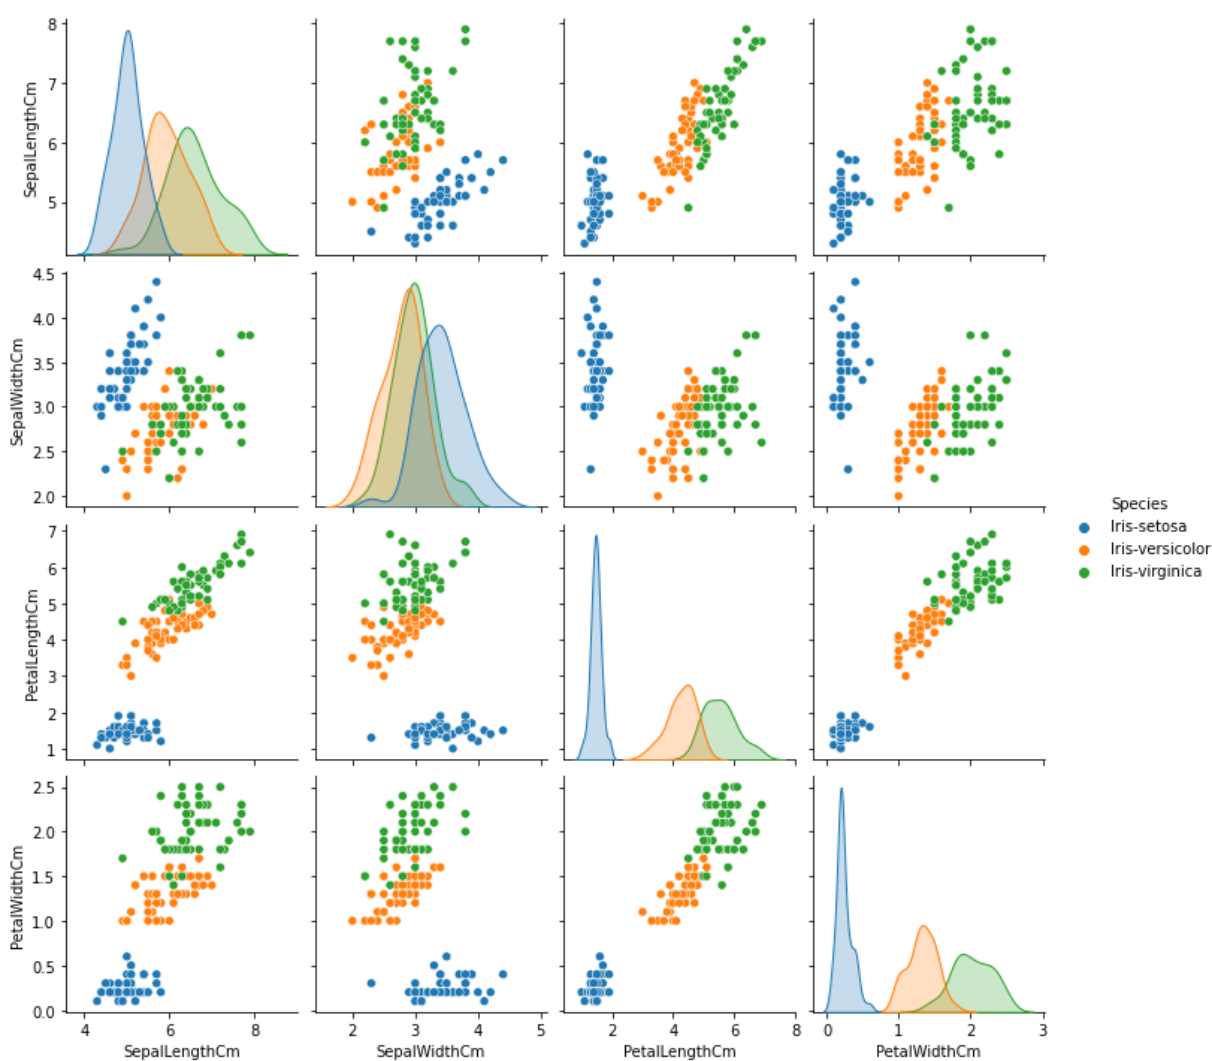 8
7
6
5
SepalLengthCm
4.5
4.0
3.5
3.0
2.5
2.0
SepalWidthCm
Species
Iris-setosa
Iris-versicolor
Iris-virginica
7
6
5
4
3
2
1
PetalLengthCm
2.5
2.0
1.5
1.0
0.5
0.0
PetalWidthCm
4 6 8
2 3 4 5
2 4 6 8
0 1 2 3
SepalLengthCm
SepalWidthCm
PetalLengthCm
PetalWidthCm